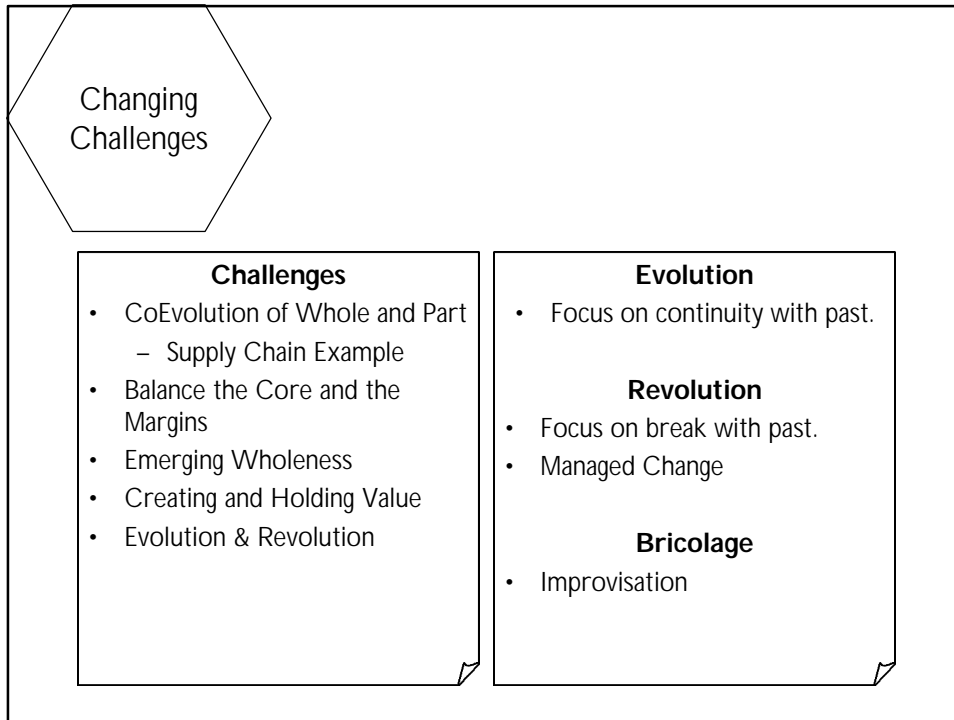 Changing
Challenges
Challenges
• CoEvolution of Whole and Part
– Supply Chain Example
• Balance the Core and the
Margins
• Emerging Wholeness
• Creating and Holding Value
• Evolution & Revolution
Evolution
• Focus on continuity with past.
Revolution
• Focus on break with past.
• Managed Change
Bricolage
• Improvisation